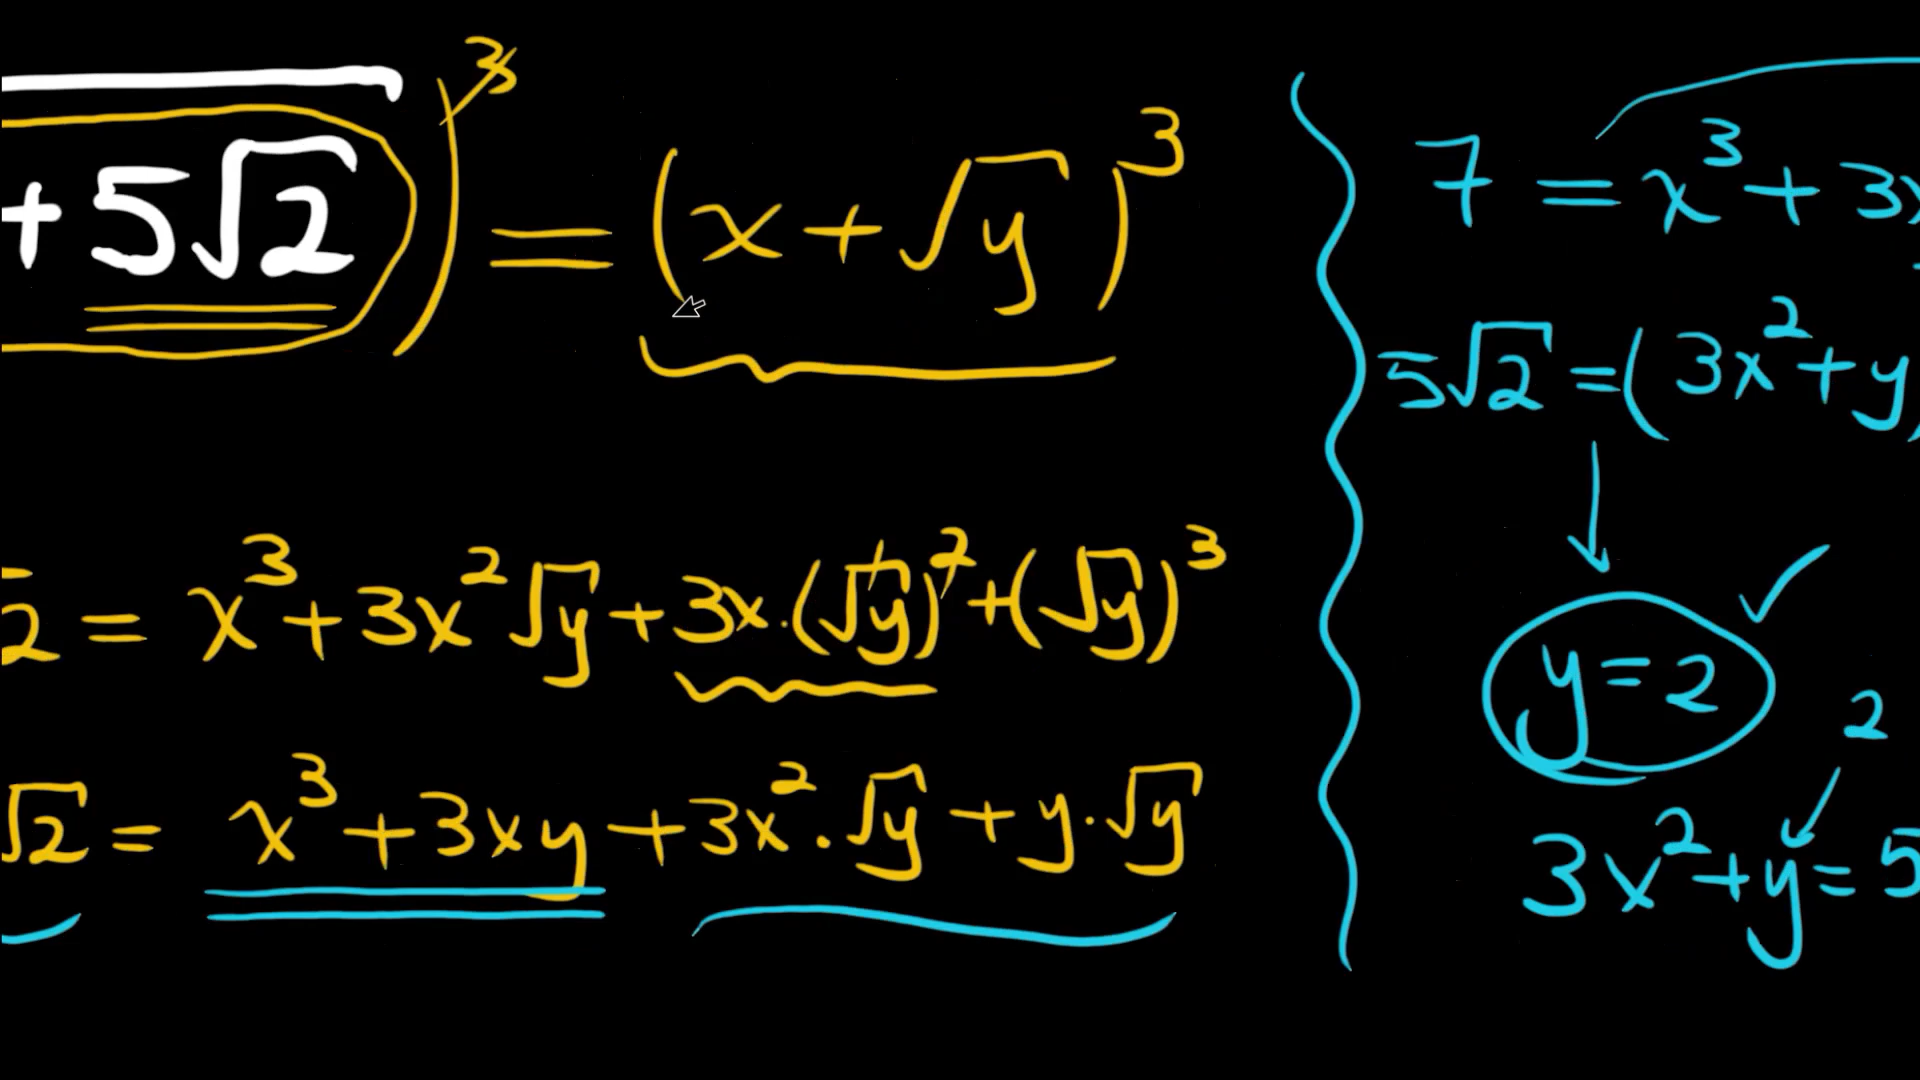 + 5√2)³ = (x + √y)³
2 = x³ + 3x²√y + 3x·(√y)² + (√y)³
√2 = x³ + 3xy + 3x²·√y + y·√y
7 = x³ + 3x
5√2 = (3x² + y)
y = 2
2
3x² + y = 5